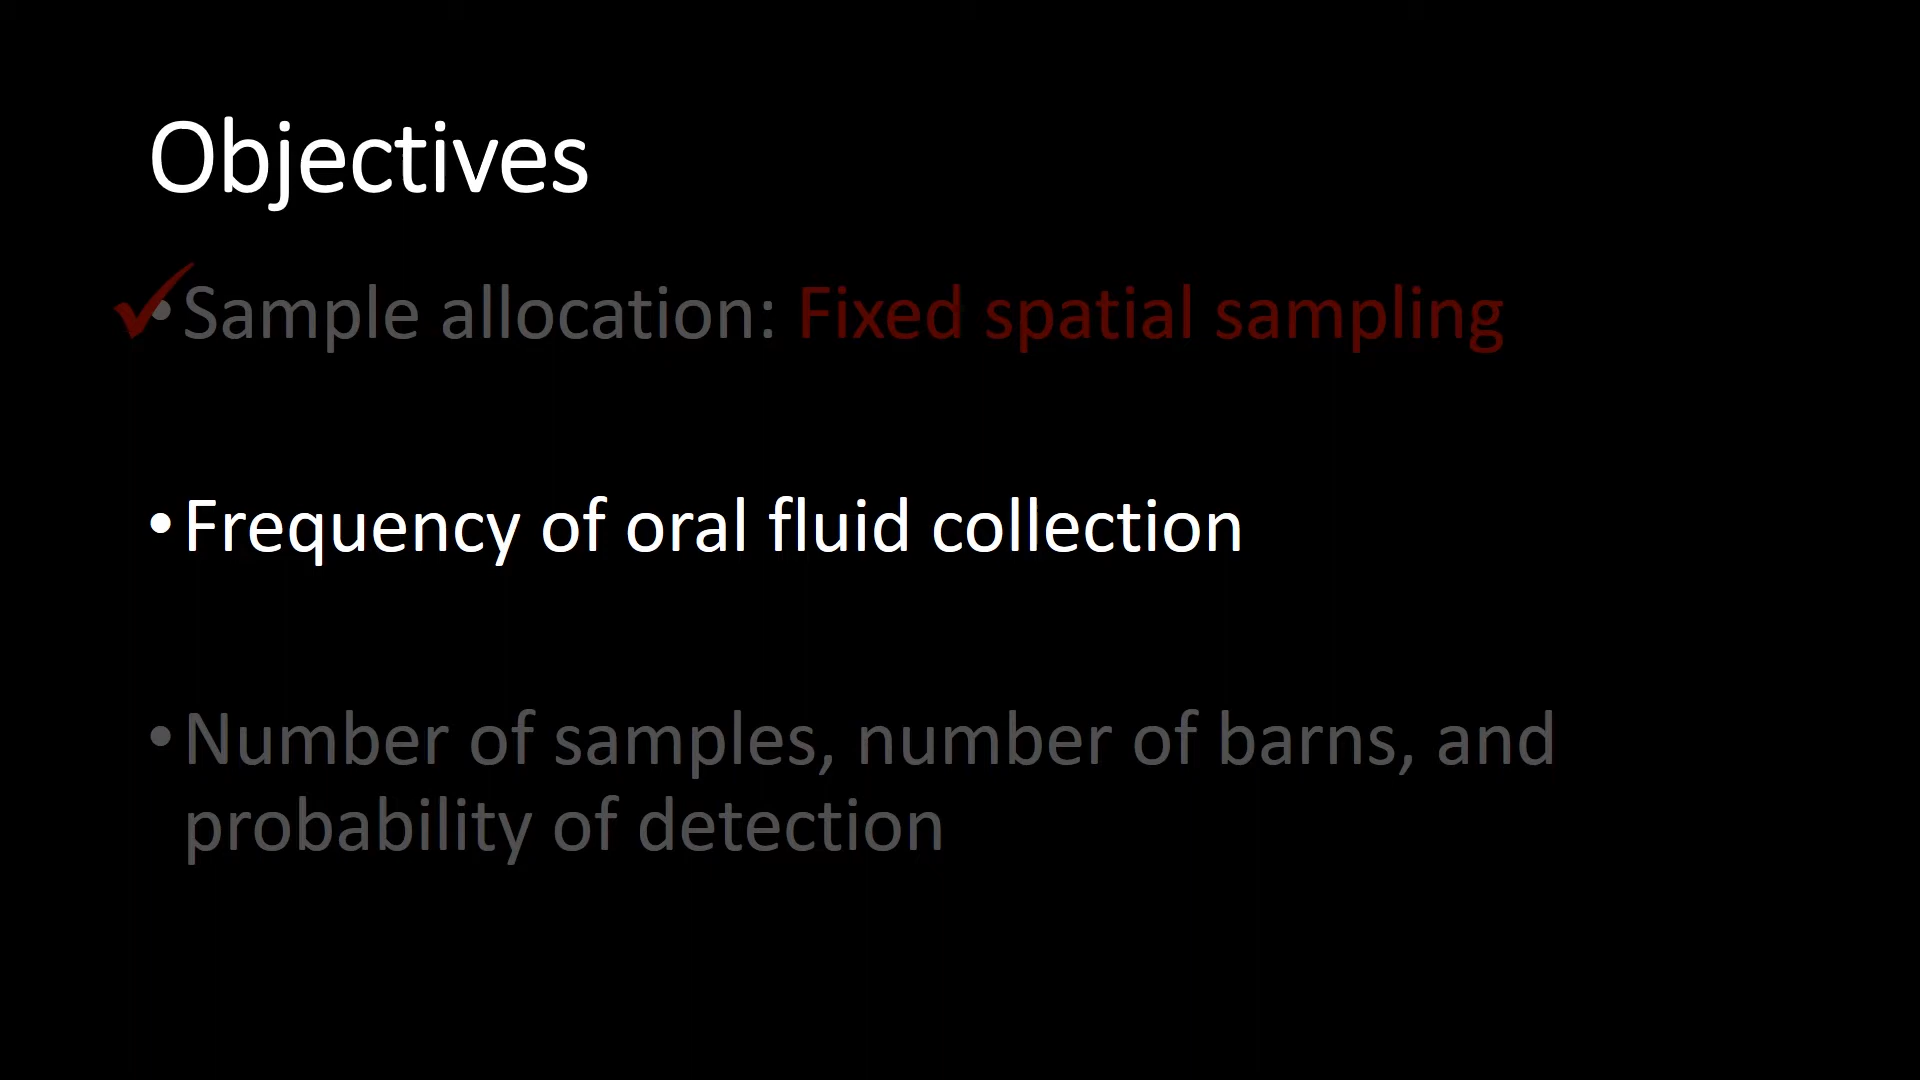 Objectives
✓• Sample allocation: Fixed spatial sampling
• Frequency of oral fluid collection
• Number of samples, number of barns, and
probability of detection